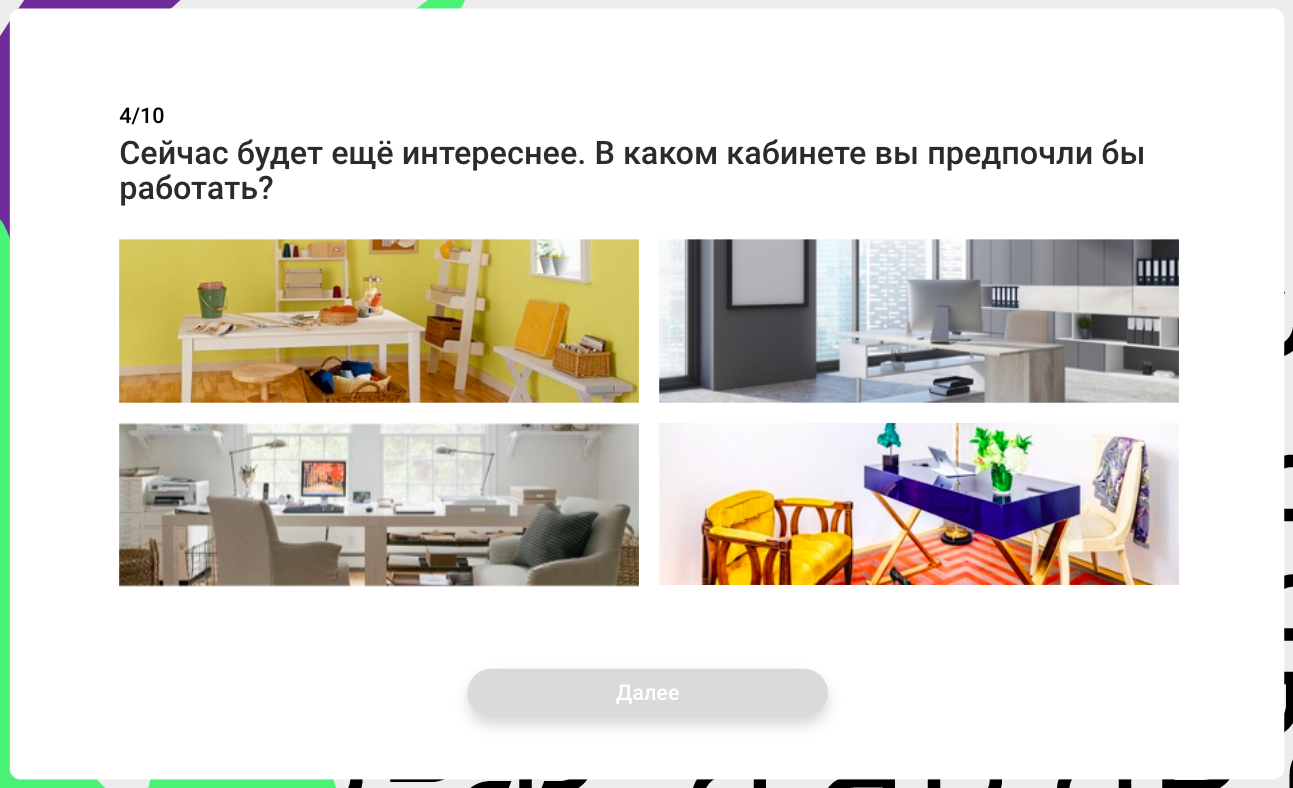 4/10
Сейчас будет ещё интереснее. В каком кабинете вы предпочли бы
работать?
Далее